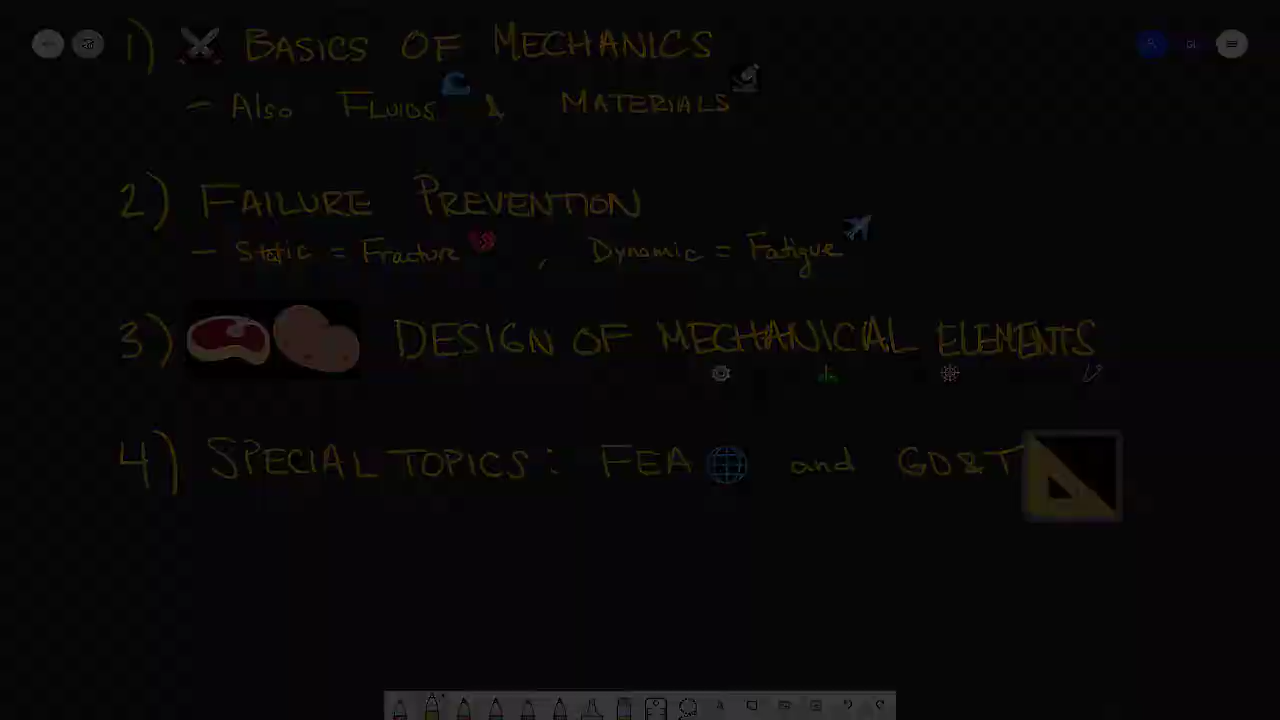 1) BASICS OF MECHANICS
- Also FLUIDS & MATERIALS
2) FAILURE PREVENTION
- Static = Fracture , Dynamic = Fatigue
3) DESIGN OF MECHANICAL ELEMENTS
4) SPECIAL TOPICS: FEA and GD&T